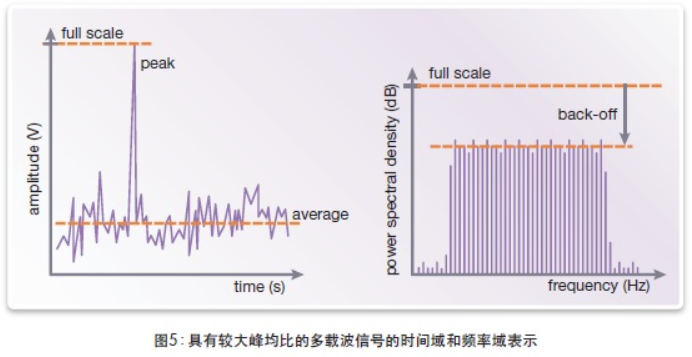 full scale
peak
amplitude (V)
average
time (s)
full scale
back-off
power spectral density (dB)
frequency (Hz)
图5：具有较大峰均比的多载波信号的时间域和频率域表示